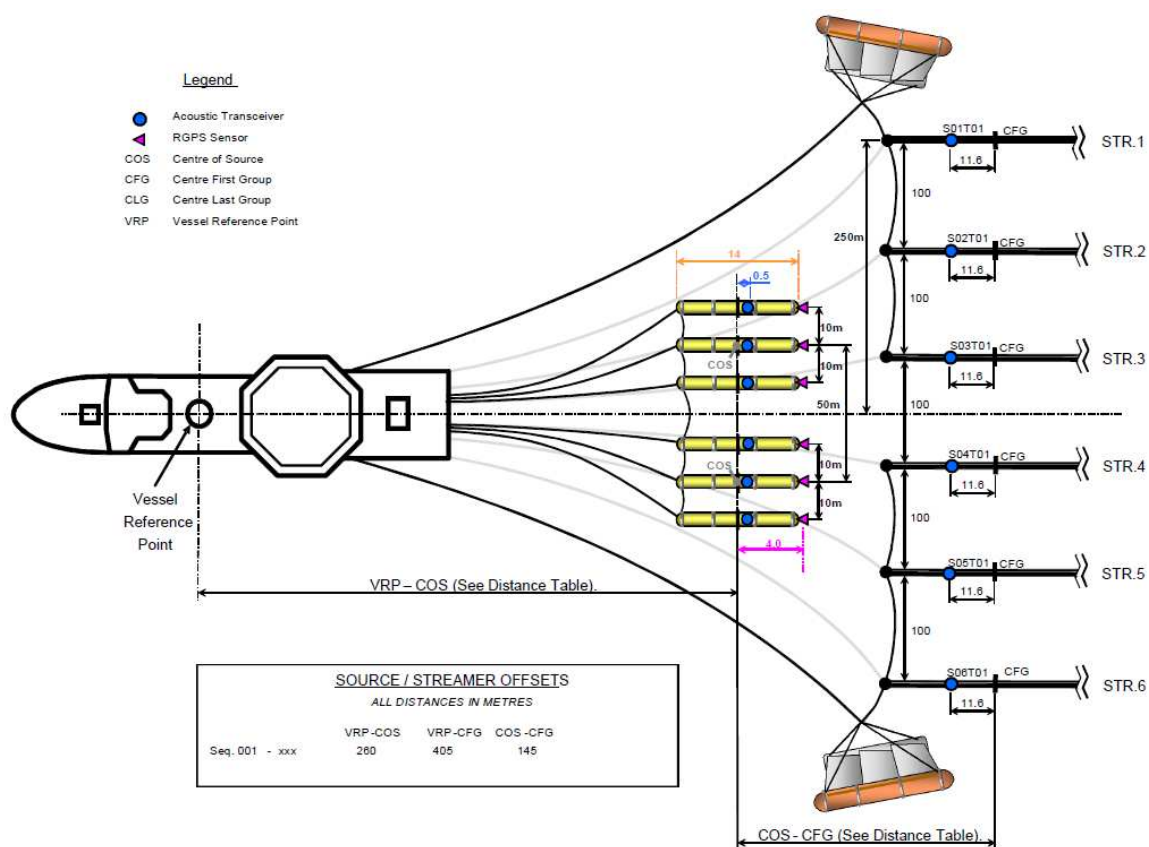 Legend
Acoustic Transceiver
RGPS Sensor
COS Centre of Source
CFG Centre First Group
CLG Centre Last Group
VRP Vessel Reference Point
S01T01 CFG
STR.1
11.6
100
250m
S02T01 CFG
STR.2
11.6
14
0.5
100
10m
COS
S03T01 CFG
STR.3
10m
11.6
50m
100
COS
10m
S04T01 CFG
STR.4
11.6
10m
Vessel
Reference
Point
4.0
100
S05T01 CFG
STR.5
VRP – COS (See Distance Table).
11.6
100
S06T01 CFG
STR.6
11.6
SOURCE / STREAMER OFFSETS
ALL DISTANCES IN METRES
VRP-COS VRP-CFG COS-CFG
Seq. 001 - xxx 260 405 145
COS - CFG (See Distance Table).